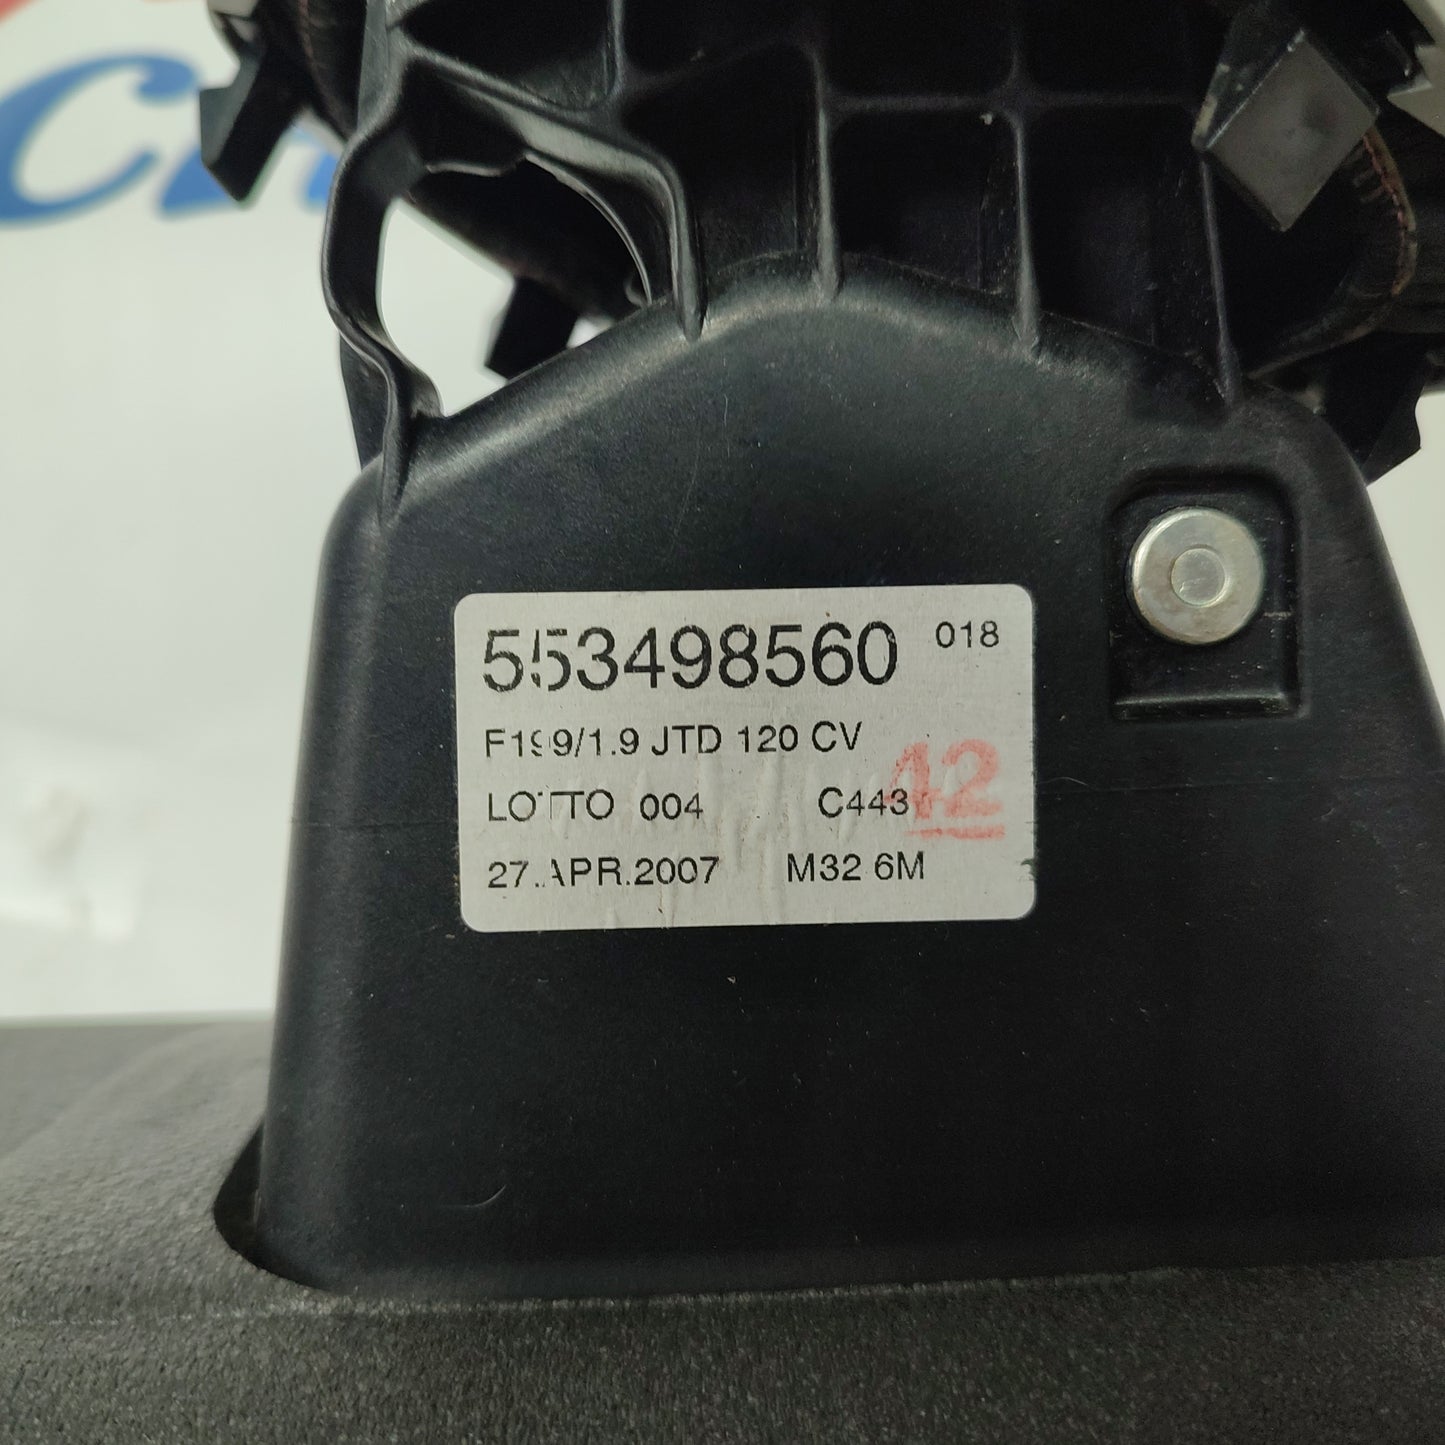 553498560 018
F199/1.9 JTD 120 CV
LOTTO 004 C443
42
27.APR.2007 M32 6M